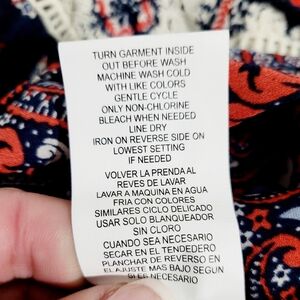 TURN GARMENT INSIDE
OUT BEFORE WASH
MACHINE WASH COLD
WITH LIKE COLORS
GENTLE CYCLE
ONLY NON-CHLORINE
BLEACH WHEN NEEDED
LINE DRY
IRON ON REVERSE SIDE ON
LOWEST SETTING
IF NEEDED
VOLVER LA PRENDA AL
REVES DE LAVAR
LAVAR A MAQUINA EN AGUA
FRIA CON COLORES
SIMILARES CICLO DELICADO
USAR SOLO BLANQUEADOR
SIN CLORO
CUANDO SEA NECESARIO
SECAR EN EL TENDEDERO
PLANCHAR DE REVERSO EN
EL AJUSTE MAS BAJO SEGUN
SI ES NECESARIO